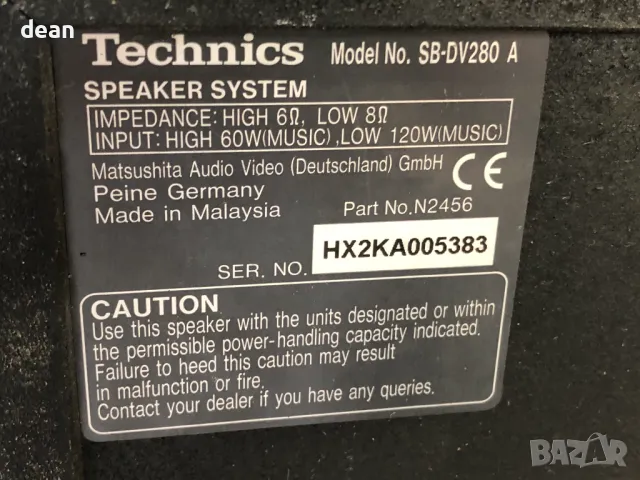 dean
Technics Model No. SB-DV280 A
SPEAKER SYSTEM
IMPEDANCE: HIGH 6Ω, LOW 8Ω
INPUT: HIGH 60W(MUSIC), LOW 120W(MUSIC)
Matsushita Audio Video (Deutschland) GmbH
Peine Germany
Made in Malaysia Part No.N2456
CE
SER. NO. HX2KA005383
CAUTION
Use this speaker with the units designated or within
the permissible power-handling capacity indicated.
Failure to heed this caution may result
in malfunction or fire.
Contact your dealer if you have any queries.
BAZAR